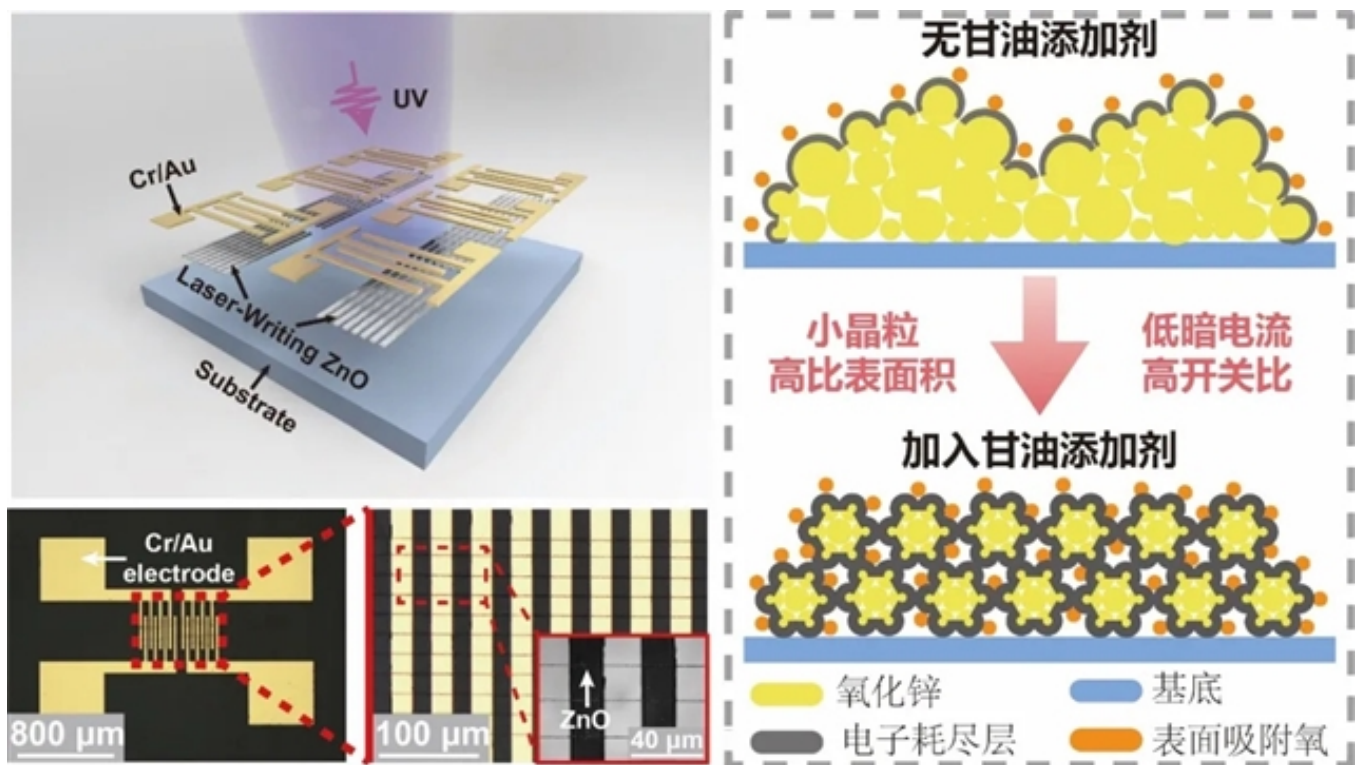 UV
Cr/Au
Laser-Writing ZnO
Substrate
Cr/Au
electrode
800 μm
100 μm
ZnO
40 μm
无甘油添加剂
小晶粒
高比表面积
低暗电流
高开关比
加入甘油添加剂
氧化锌
基底
电子耗尽层
表面吸附氧